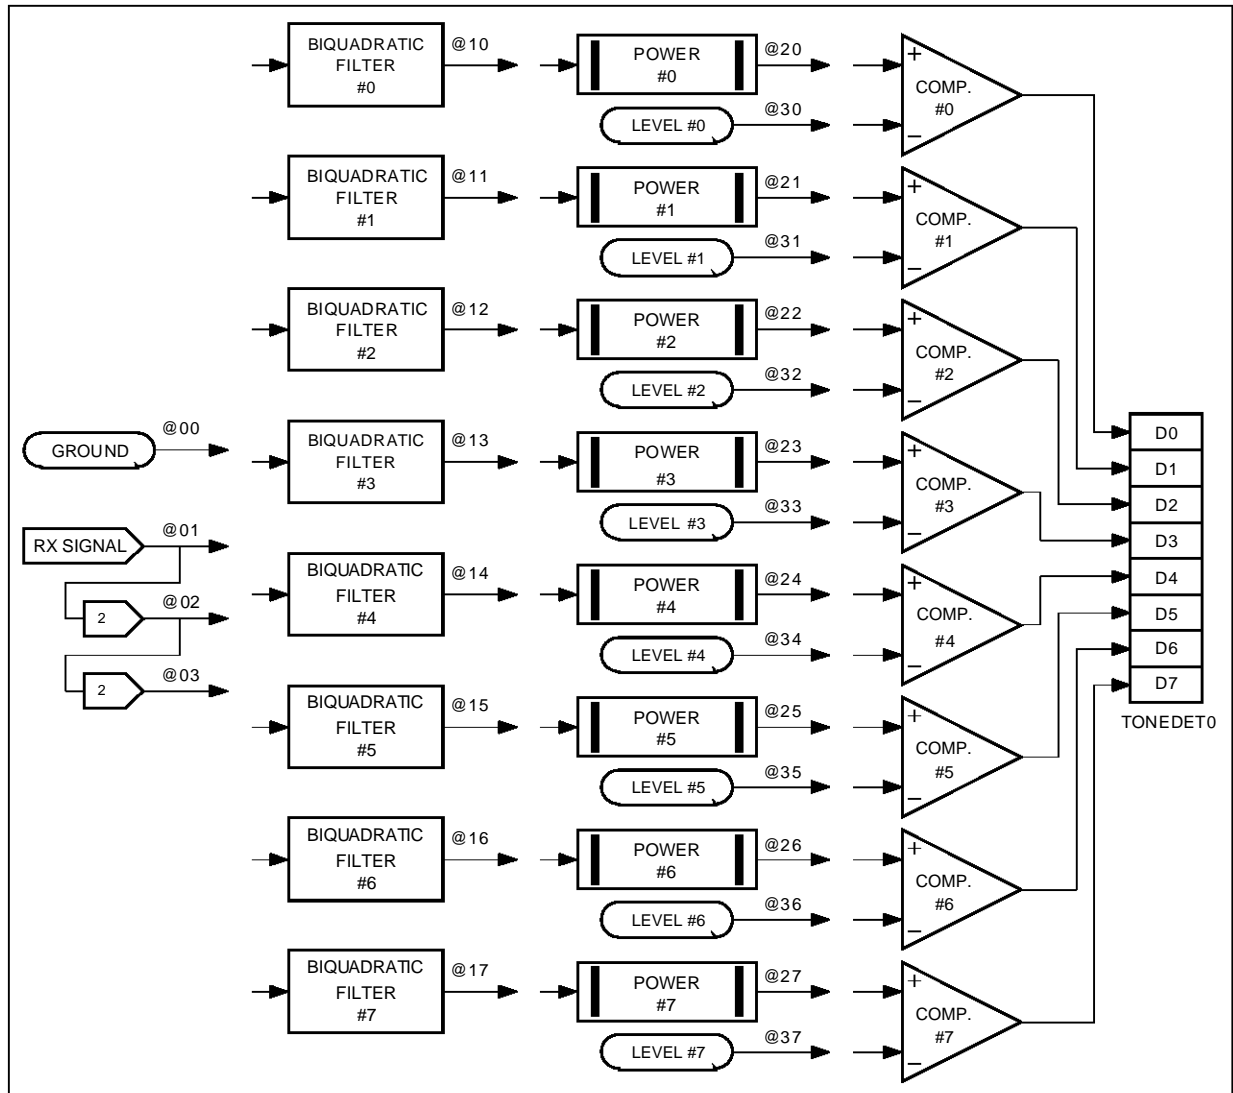 BIQUADRATIC
FILTER
#0
@10
POWER
#0
@20
LEVEL #0
@30
+
−
COMP.
#0
BIQUADRATIC
FILTER
#1
@11
POWER
#1
@21
LEVEL #1
@31
+
−
COMP.
#1
BIQUADRATIC
FILTER
#2
@12
POWER
#2
@22
LEVEL #2
@32
+
−
COMP.
#2
GROUND
@00
BIQUADRATIC
FILTER
#3
@13
POWER
#3
@23
LEVEL #3
@33
+
−
COMP.
#3
RX SIGNAL
@01
2
@02
2
@03
BIQUADRATIC
FILTER
#4
@14
POWER
#4
@24
LEVEL #4
@34
+
−
COMP.
#4
BIQUADRATIC
FILTER
#5
@15
POWER
#5
@25
LEVEL #5
@35
+
−
COMP.
#5
BIQUADRATIC
FILTER
#6
@16
POWER
#6
@26
LEVEL #6
@36
+
−
COMP.
#6
BIQUADRATIC
FILTER
#7
@17
POWER
#7
@27
LEVEL #7
@37
+
−
COMP.
#7
D0
D1
D2
D3
D4
D5
D6
D7
TONEDET0